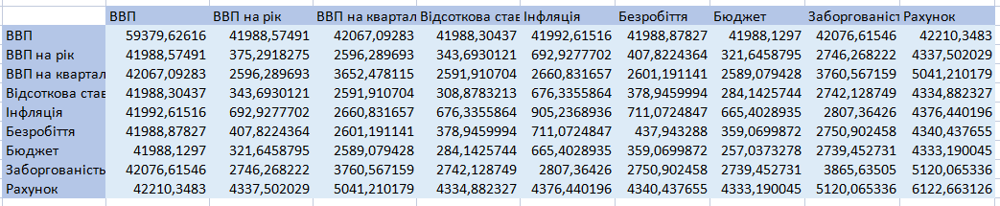 ВВП ВВП на рік ВВП на квартал Відсоткова став Інфляція Безробіття Бюджет Заборгованіст Рахунок
ВВП 59379,62616 41988,57491 42067,09283 41988,30437 41992,61516 41988,87827 41988,1297 42076,61546 42210,3483
ВВП на рік 41988,57491 375,2918275 2596,289693 343,6930121 692,9277702 407,8224364 321,6458795 2746,268222 4337,502029
ВВП на квартал 42067,09283 2596,289693 3652,478115 2591,910704 2660,831657 2601,191141 2589,079428 3760,567159 5041,210179
Відсоткова став 41988,30437 343,6930121 2591,910704 308,8783213 676,3355864 378,9459994 284,1425744 2742,128749 4334,882327
Інфляція 41992,61516 692,9277702 2660,831657 676,3355864 905,2368936 711,0724847 665,4028935 2807,36426 4376,440196
Безробіття 41988,87827 407,8224364 2601,191141 378,9459994 711,0724847 437,943288 359,0699872 2750,902458 4340,437655
Бюджет 41988,1297 321,6458795 2589,079428 284,1425744 665,4028935 359,0699872 257,0373278 2739,452731 4333,190045
Заборгованість 42076,61546 2746,268222 3760,567159 2742,128749 2807,36426 2750,902458 2739,452731 3865,63505 5120,065336
Рахунок 42210,3483 4337,502029 5041,210179 4334,882327 4376,440196 4340,437655 4333,190045 5120,065336 6122,663126